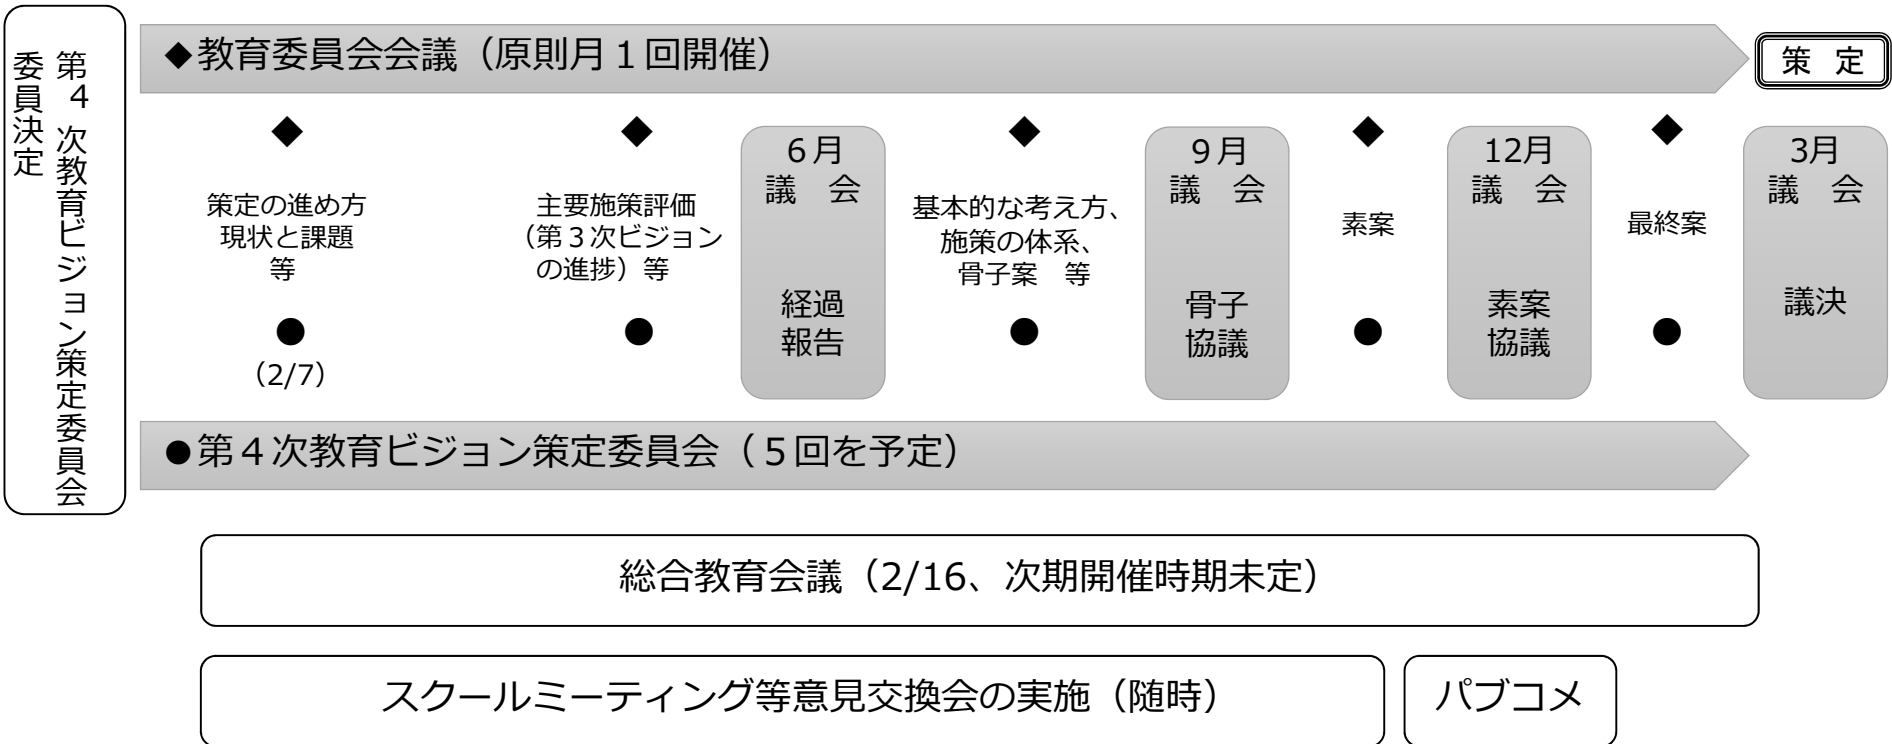 第４次教育ビジョン策定委員会
委員決定
◆教育委員会会議（原則月１回開催）
策 定
◆
◆
◆
◆
◆
策定の進め方
現状と課題
等
主要施策評価
（第３次ビジョン
の進捗）等
６月
議　会
経過
報告
基本的な考え方、
施策の体系、
骨子案　等
９月
議　会
骨子
協議
素案
12月
議　会
素案
協議
最終案
3月
議　会
議決
●
●
●
●
●
（2/7）
●第４次教育ビジョン策定委員会（５回を予定）
総合教育会議（2/16、次期開催時期未定）
スクールミーティング等意見交換会の実施（随時）
パブコメ